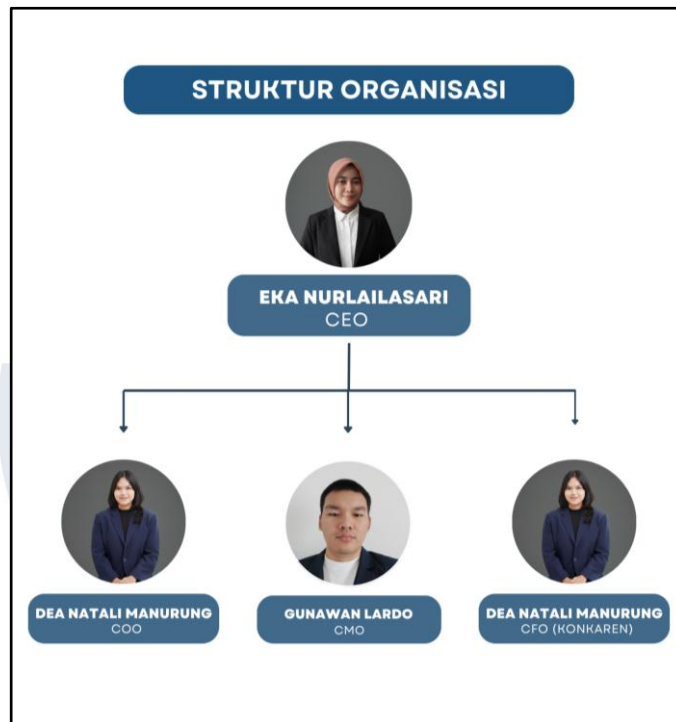 STRUKTUR ORGANISASI
EKA NURLAILASARI
CEO
DEA NATALI MANURUNG
COO
GUNAWAN LARDO
CMO
DEA NATALI MANURUNG
CFO (KONKAREN)